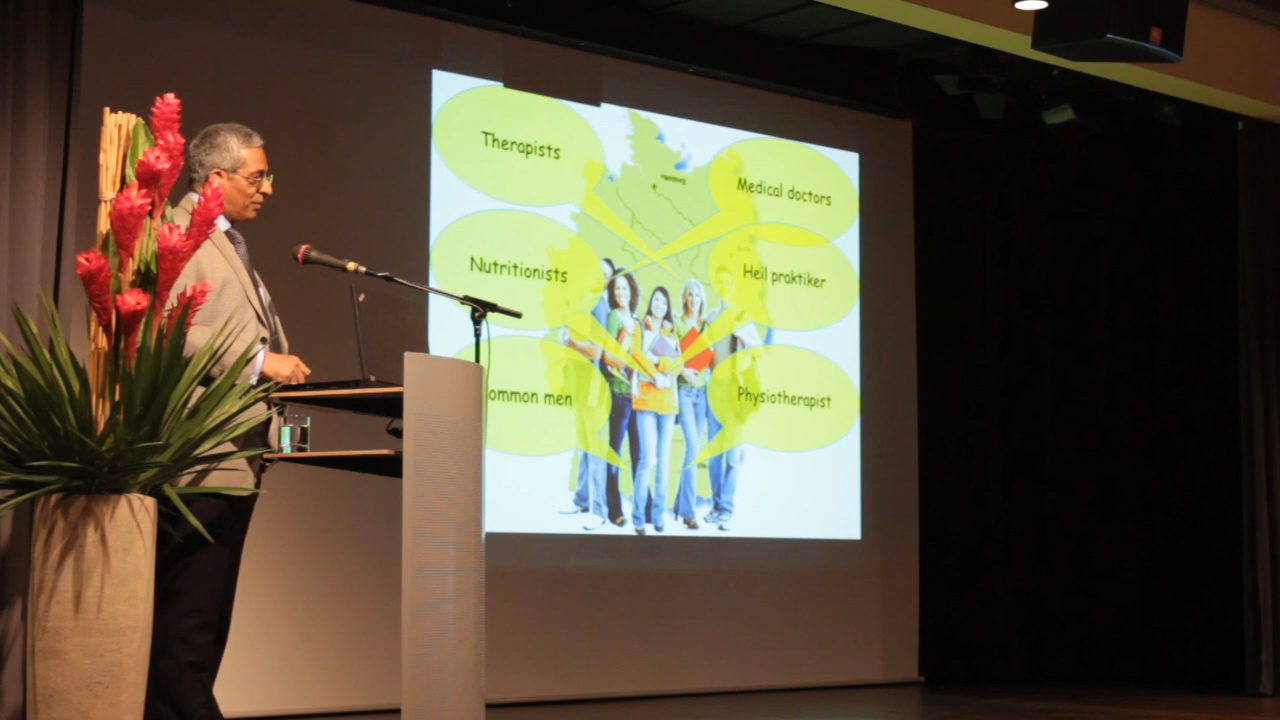 Therapists
Hamburg
Medical doctors
Nutritionists
Heil praktiker
ommon men
Physiotherapist